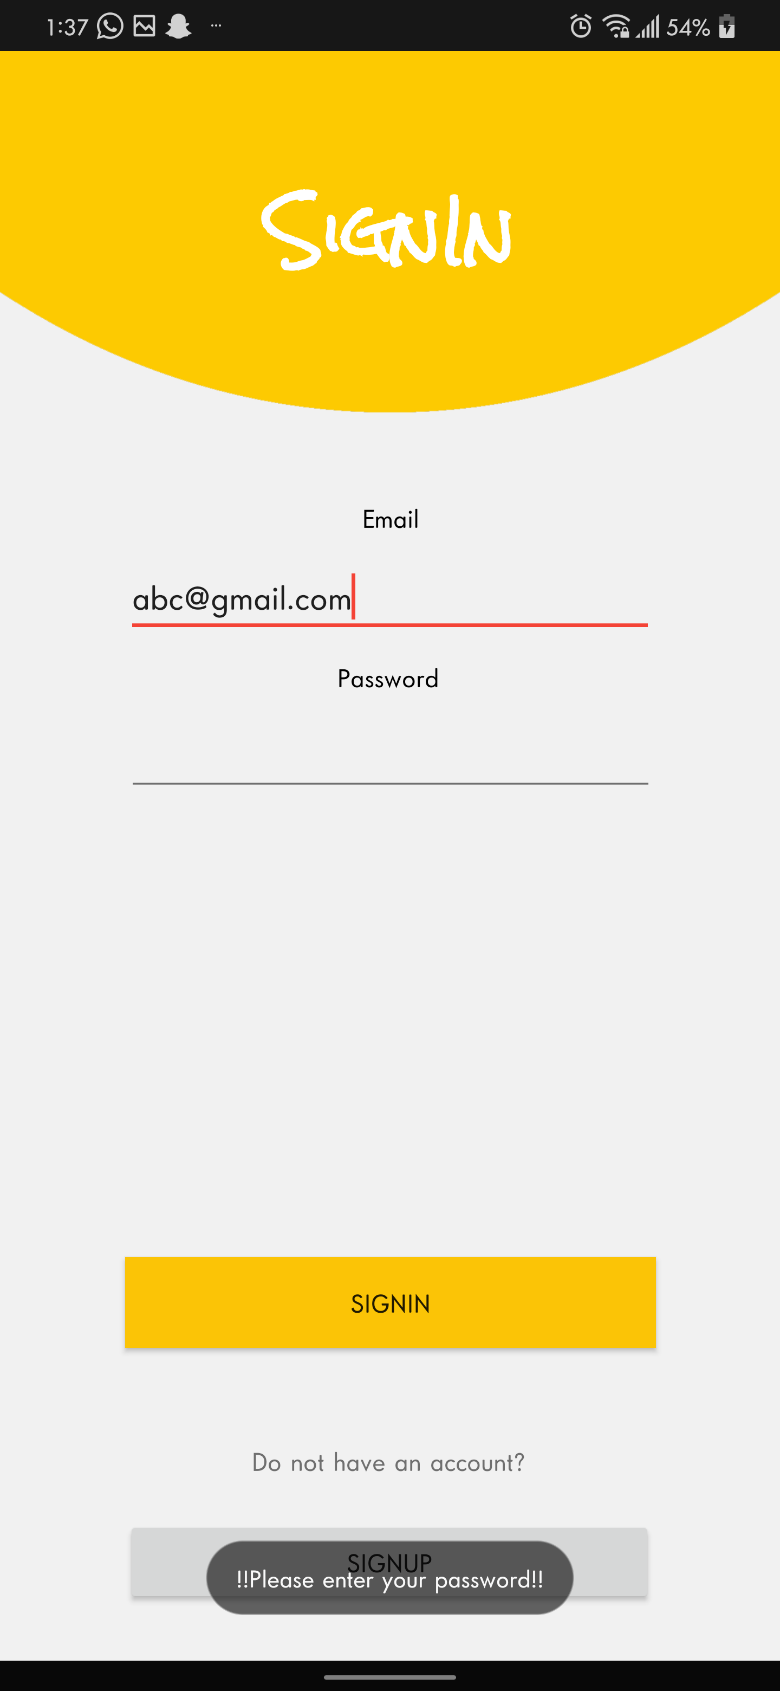 1:37 54%
SIGNIN
Email
abc@gmail.com
Password
SIGNIN
Do not have an account?
SIGNUP
!!Please enter your password!!